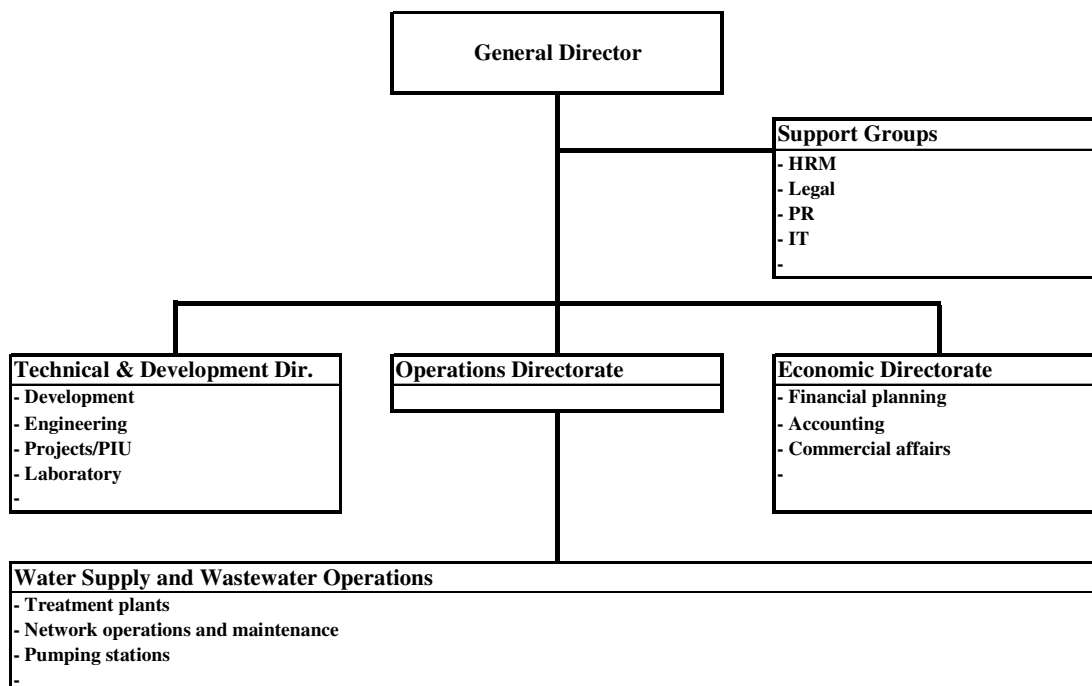 General Director
Support Groups
- HRM
- Legal
- PR
- IT
-
Technical & Development Dir.
- Development
- Engineering
- Projects/PIU
- Laboratory
-
Operations Directorate
Economic Directorate
- Financial planning
- Accounting
- Commercial affairs
-
Water Supply and Wastewater Operations
- Treatment plants
- Network operations and maintenance
- Pumping stations
-